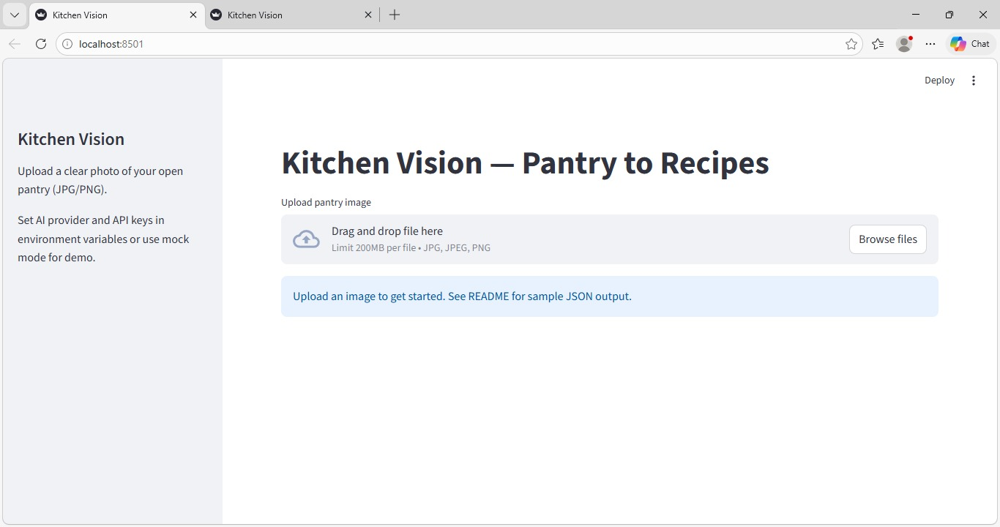 Kitchen Vision
Kitchen Vision
localhost:8501
Chat
Deploy
Kitchen Vision
Upload a clear photo of your open
pantry (JPG/PNG).
Set AI provider and API keys in
environment variables or use mock
mode for demo.
Kitchen Vision — Pantry to Recipes
Upload pantry image
Drag and drop file here
Limit 200MB per file • JPG, JPEG, PNG
Browse files
Upload an image to get started. See README for sample JSON output.